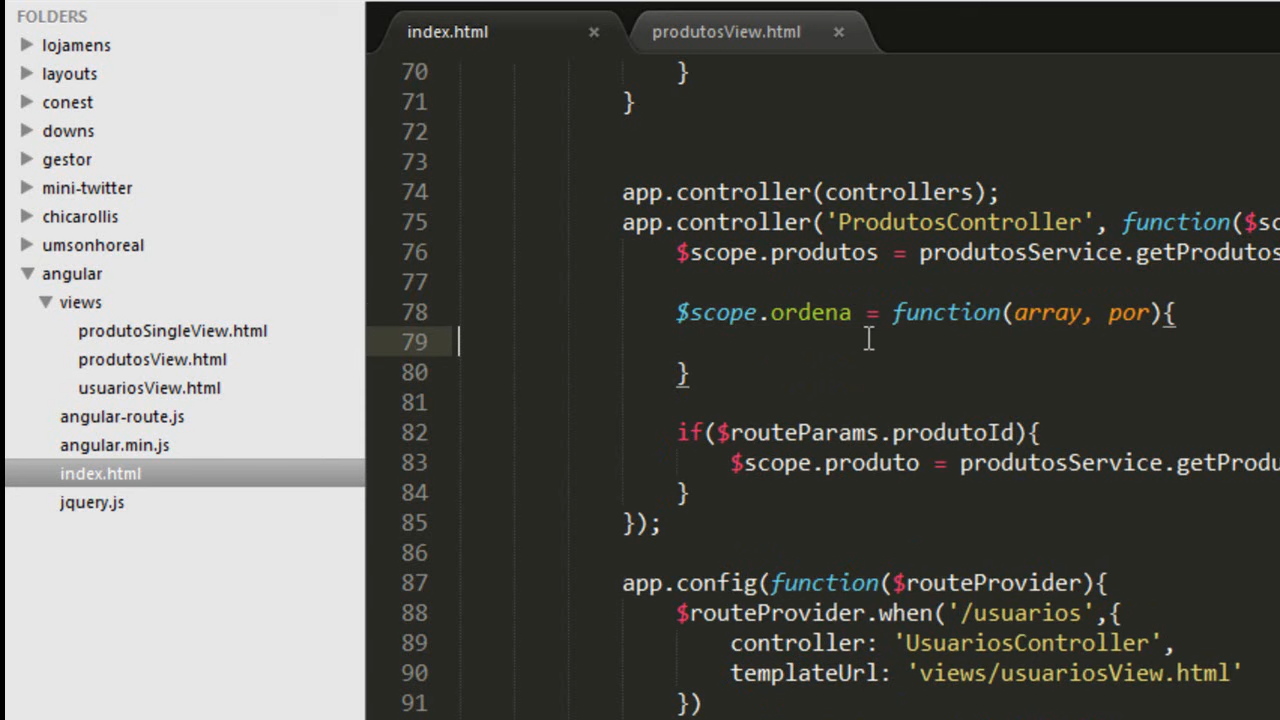 FOLDERS
lojamens
layouts
conest
downs
gestor
mini-twitter
chicarollis
umsonhoreal
angular
views
produtoSingleView.html
produtosView.html
usuariosView.html
angular-route.js
angular.min.js
index.html
jquery.js
index.html × produtosView.html ×
70 }
71 }
72
73
74 app.controller(controllers);
75 app.controller('ProdutosController', function($sc
76 $scope.produtos = produtosService.getProdutos
77
78 $scope.ordena = function(array, por){
79
80 }
81
82 if($routeParams.produtoId){
83 $scope.produto = produtosService.getProdu
84 }
85 });
86
87 app.config(function($routeProvider){
88 $routeProvider.when('/usuarios',{
89 controller: 'UsuariosController',
90 templateUrl: 'views/usuariosView.html'
91 })